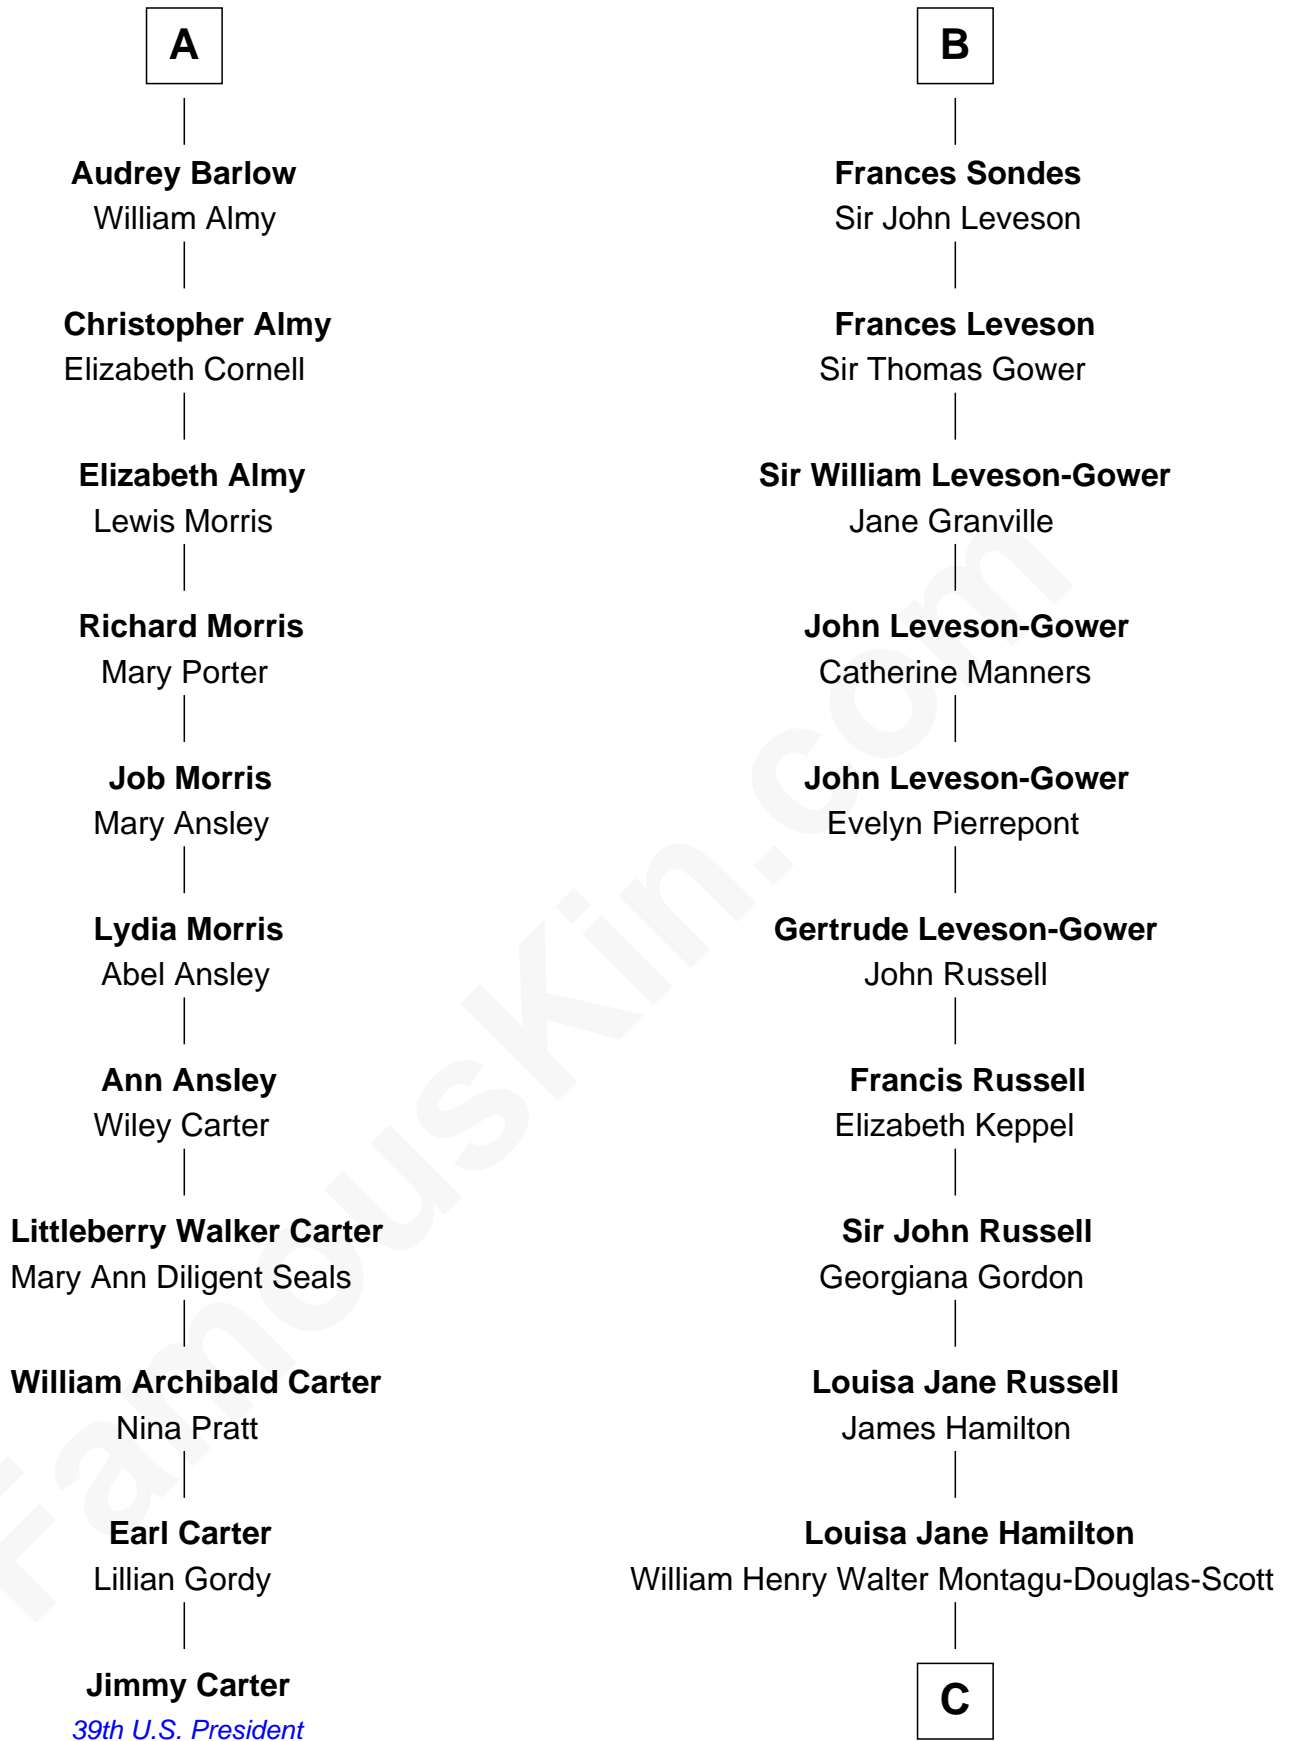 A
Audrey Barlow
William Almy
Christopher Almy
Elizabeth Cornell
Elizabeth Almy
Lewis Morris
Richard Morris
Mary Porter
Job Morris
Mary Ansley
Lydia Morris
Abel Ansley
Ann Ansley
Wiley Carter
Littleberry Walker Carter
Mary Ann Diligent Seals
William Archibald Carter
Nina Pratt
Earl Carter
Lillian Gordy
Jimmy Carter
39th U.S. President
B
Frances Sondes
Sir John Leveson
Frances Leveson
Sir Thomas Gower
Sir William Leveson-Gower
Jane Granville
John Leveson-Gower
Catherine Manners
John Leveson-Gower
Evelyn Pierrepont
Gertrude Leveson-Gower
John Russell
Francis Russell
Elizabeth Keppel
Sir John Russell
Georgiana Gordon
Louisa Jane Russell
James Hamilton
Louisa Jane Hamilton
William Henry Walter Montagu-Douglas-Scott
C
FamousKin.com